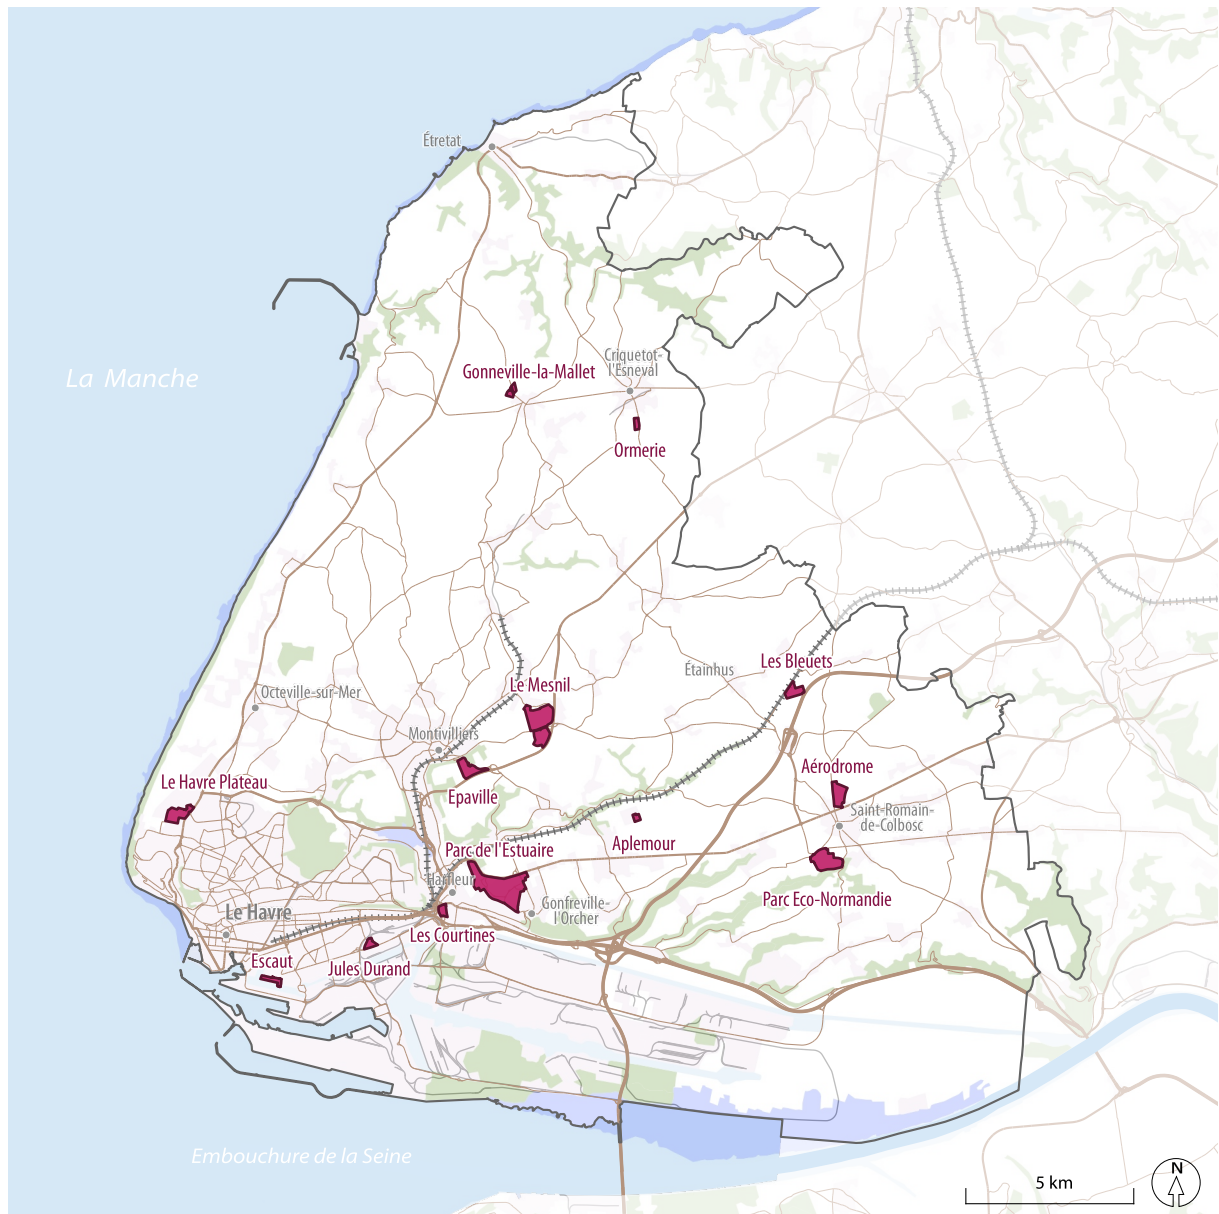 Étretat
La Manche
Gonneville-la-Mallet
Criquetot-
l'Esneval
Ormerie
Étainhus
Les Bleuets
Octeville-sur-Mer
Le Mesnil
Montivilliers
Le Havre Plateau
Epaville
Aérodrome
Saint-Romain-
de-Colbosc
Aplemour
Parc de l'Estuaire
Harfleur
Parc Eco-Normandie
Gonfreville-
l'Orcher
Le Havre
Les Courtines
Escaut
Jules Durand
Embouchure de la Seine
5 km
N